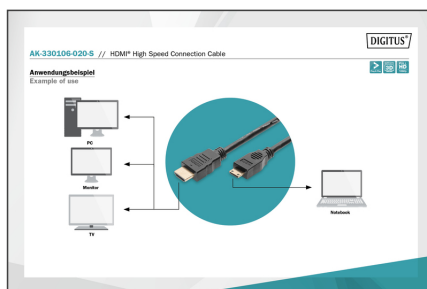 DIGITUS®
AK-330106-020-S // HDMI® High Speed Connection Cable
Anwendungsbeispiel
Example of use
PC
Monitor
TV
Notebook